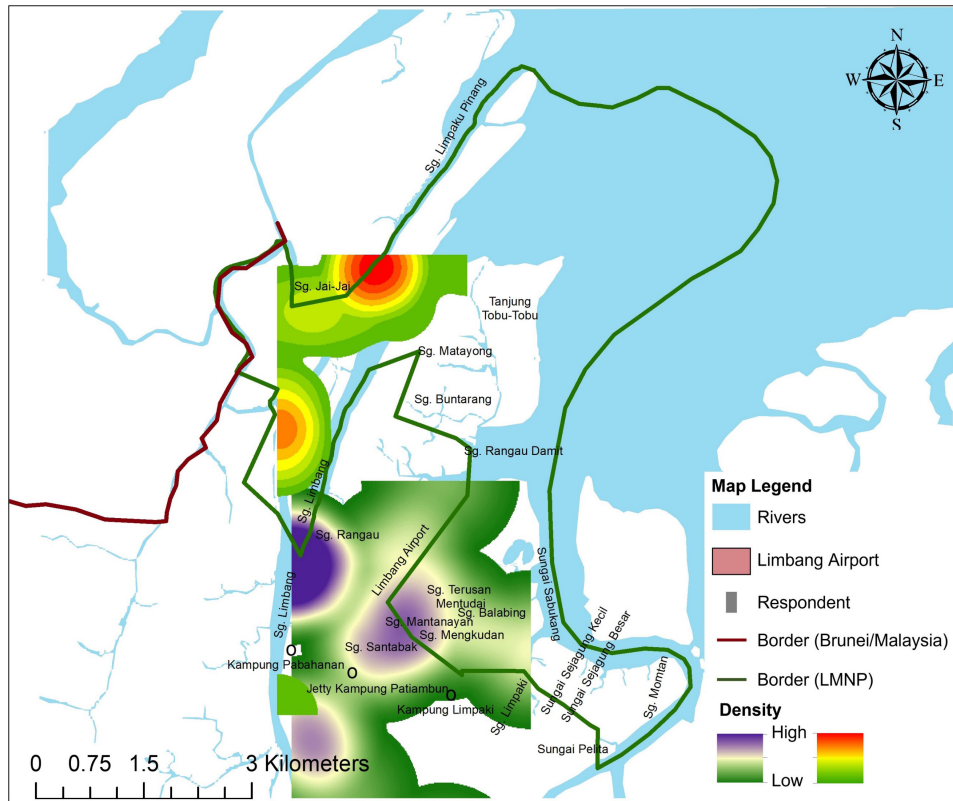 N
W E
S
Sg. Limpaku Pinang
Sg. Jai-Jai
Tanjung
Tobu-Tobu
Sg. Matayong
Sg. Buntarang
Sg. Rangau Damit
Sg. Limbang
Sg. Rangau
Limbang Airport
Sg. Limbang
Sungai Sabukang
Sg. Terusan
Mentudai
Sg. Balabing
Sg. Mantanayan
Sg. Mengkudan
Sg. Santabak
Kampung Pabahanan
Jetty Kampung Patiambun
Kampung Limpaki
Sg. Limpaki
Sungai Sejagung Kecil
Sungai Sejagung Besar
Sg. Momtan
Sungai Pelita
0 0.75 1.5 3 Kilometers
Map Legend
Rivers
Limbang Airport
Respondent
Border (Brunei/Malaysia)
Border (LMNP)
Density
High
Low